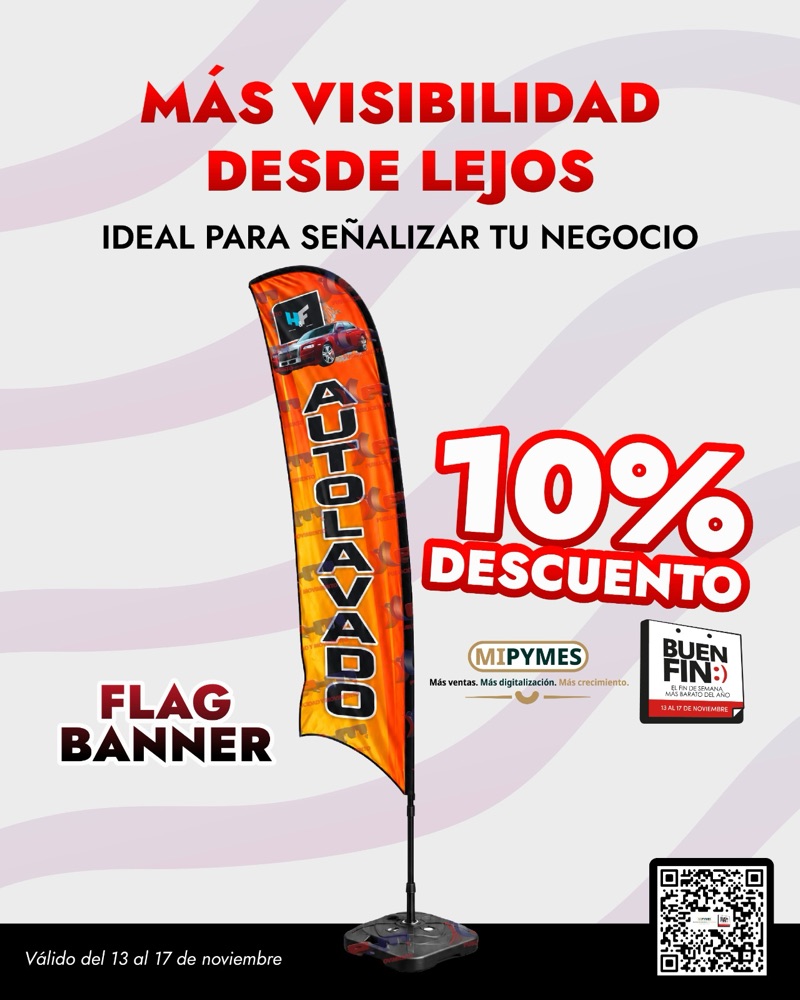 MÁS VISIBILIDAD
DESDE LEJOS
IDEAL PARA SEÑALIZAR TU NEGOCIO
AUTOLAVADO
10%
DESCUENTO
MIPYMES
Más ventas. Más digitalización. Más crecimiento.
BUEN
FIN:)
EL FIN DE SEMANA
MÁS BARATO DEL AÑO
13 AL 17 DE NOVIEMBRE
FLAG
BANNER
Válido del 13 al 17 de noviembre